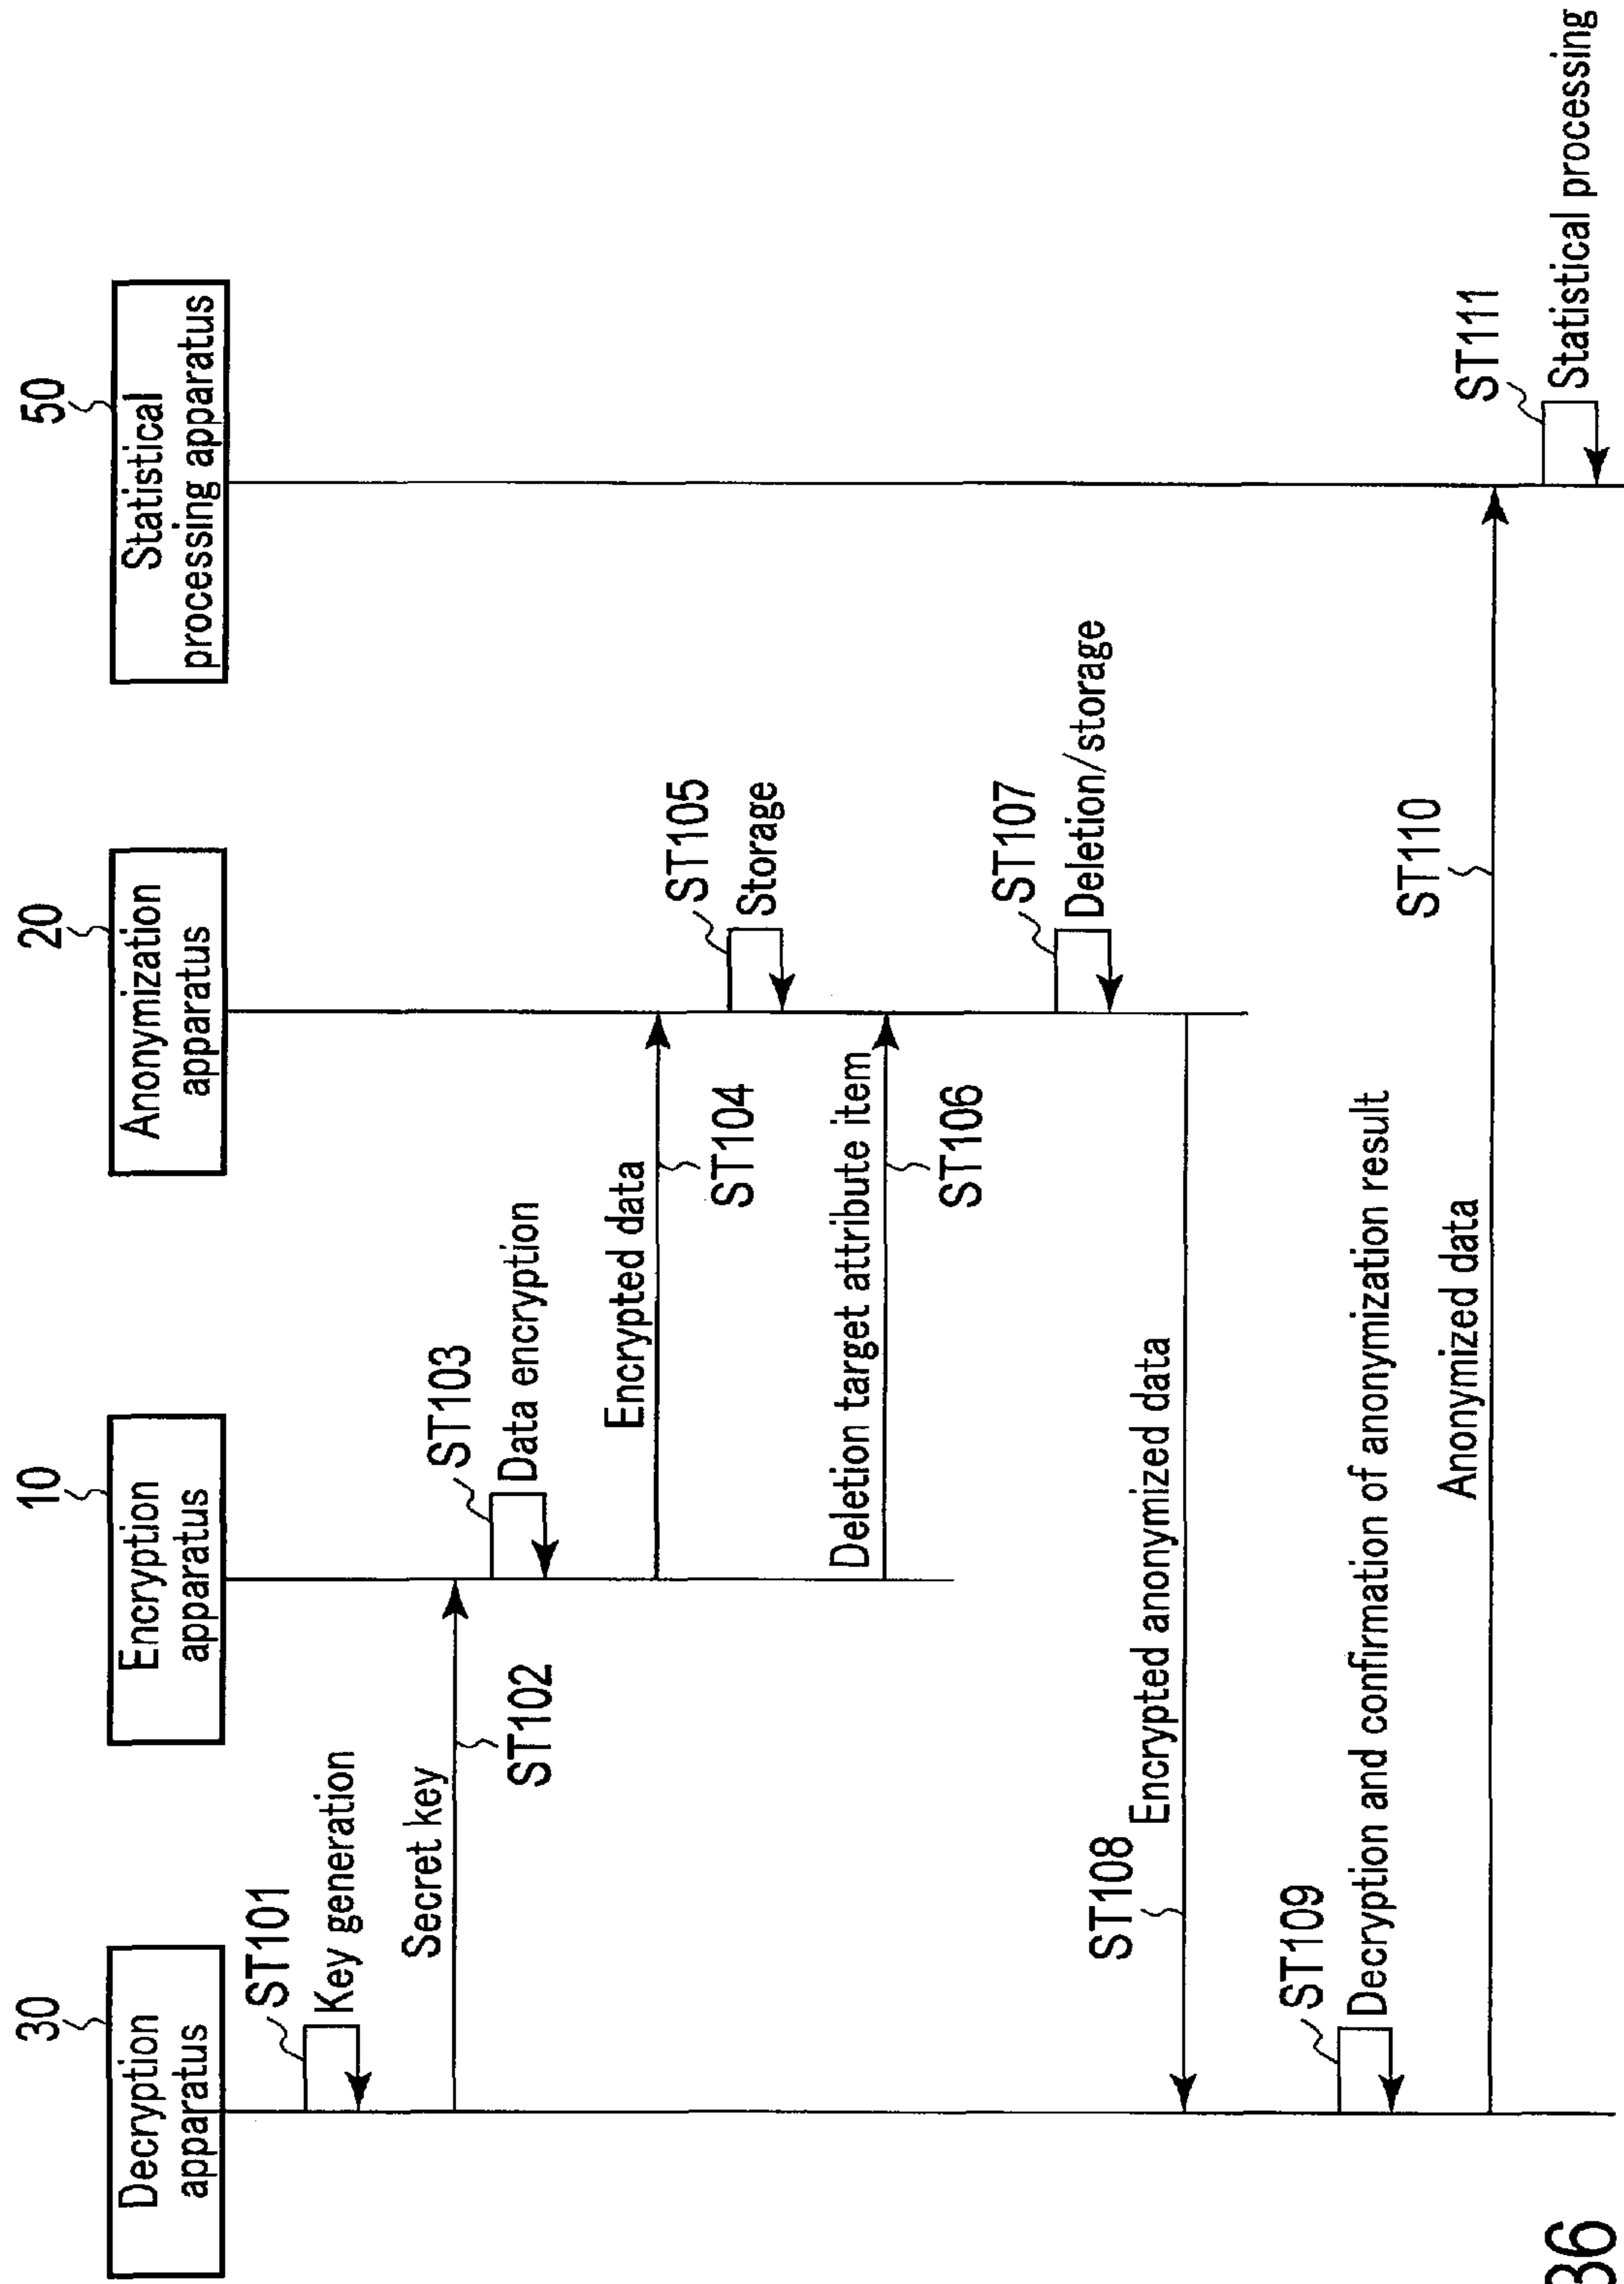 30
Decryption
apparatus
10
Encryption
apparatus
20
Anonymization
apparatus
50
Statistical
processing apparatus
ST101
Key generation
Secret key
ST102
ST103
Data encryption
Encrypted data
ST104
ST105
Storage
Deletion target attribute item
ST106
ST107
Deletion/storage
ST108
Encrypted anonymized data
ST109
Decryption and confirmation of anonymization result
Anonymized data
ST110
ST111
Statistical processing
36